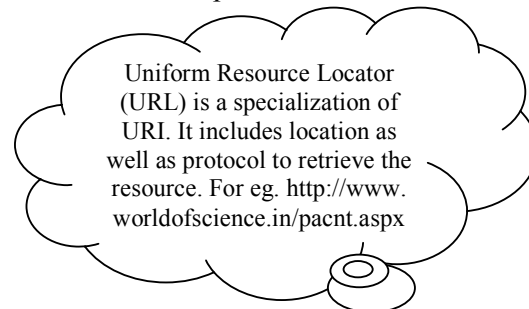 Uniform Resource Locator
(URL) is a specialization of
URI. It includes location as
well as protocol to retrieve the
resource. For eg. http://www.
worldofscience.in/pacnt.aspx